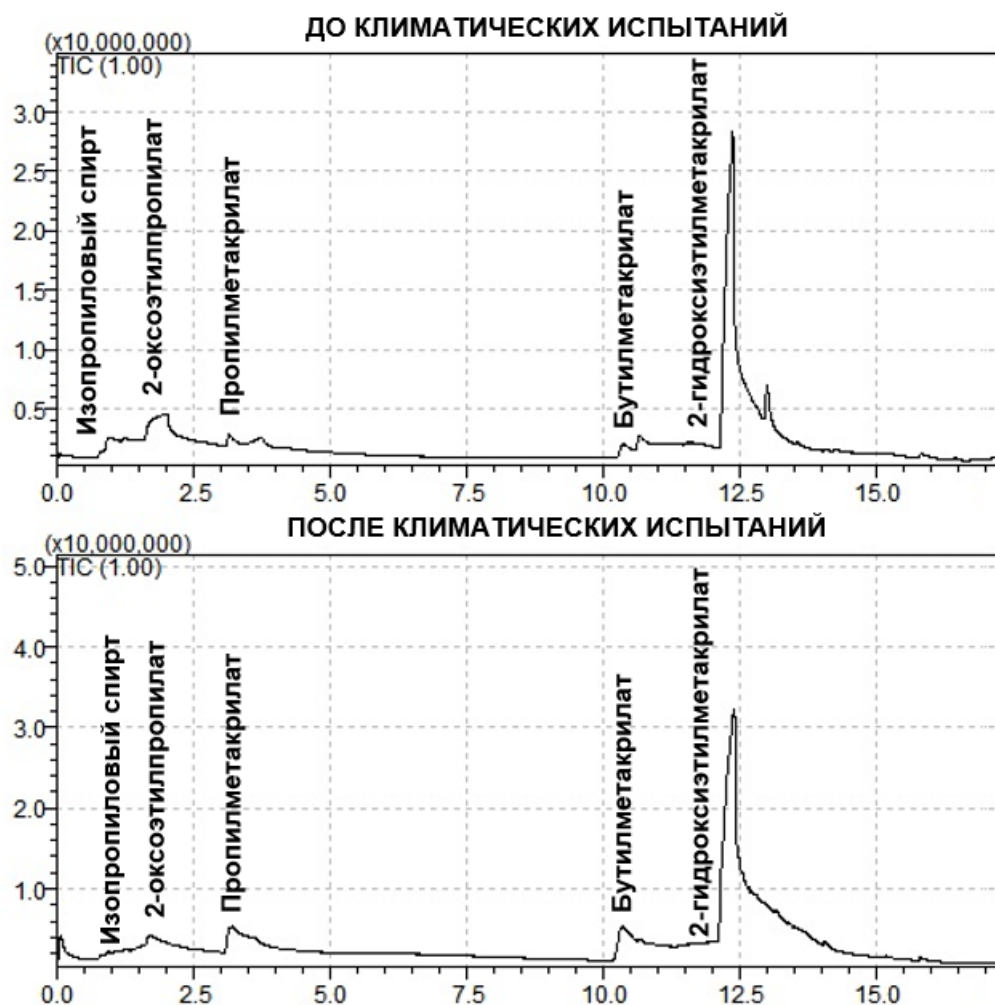 ДО КЛИМАТИЧЕСКИХ ИСПЫТАНИЙ
(x10,000,000)
TIC (1.00)
3.0
2.5
2.0
1.5
1.0
0.5
Изопропиловый спирт
2-оксоэтилпропилат
Пропилметакрилат
Бутилметакрилат
2-гидроксиэтилметакрилат
0.0 2.5 5.0 7.5 10.0 12.5 15.0
ПОСЛЕ КЛИМАТИЧЕСКИХ ИСПЫТАНИЙ
(x10,000,000)
TIC (1.00)
5.0
4.0
3.0
2.0
1.0
Изопропиловый спирт
2-оксоэтилпропилат
Пропилметакрилат
Бутилметакрилат
2-гидроксиэтилметакрилат
0.0 2.5 5.0 7.5 10.0 12.5 15.0